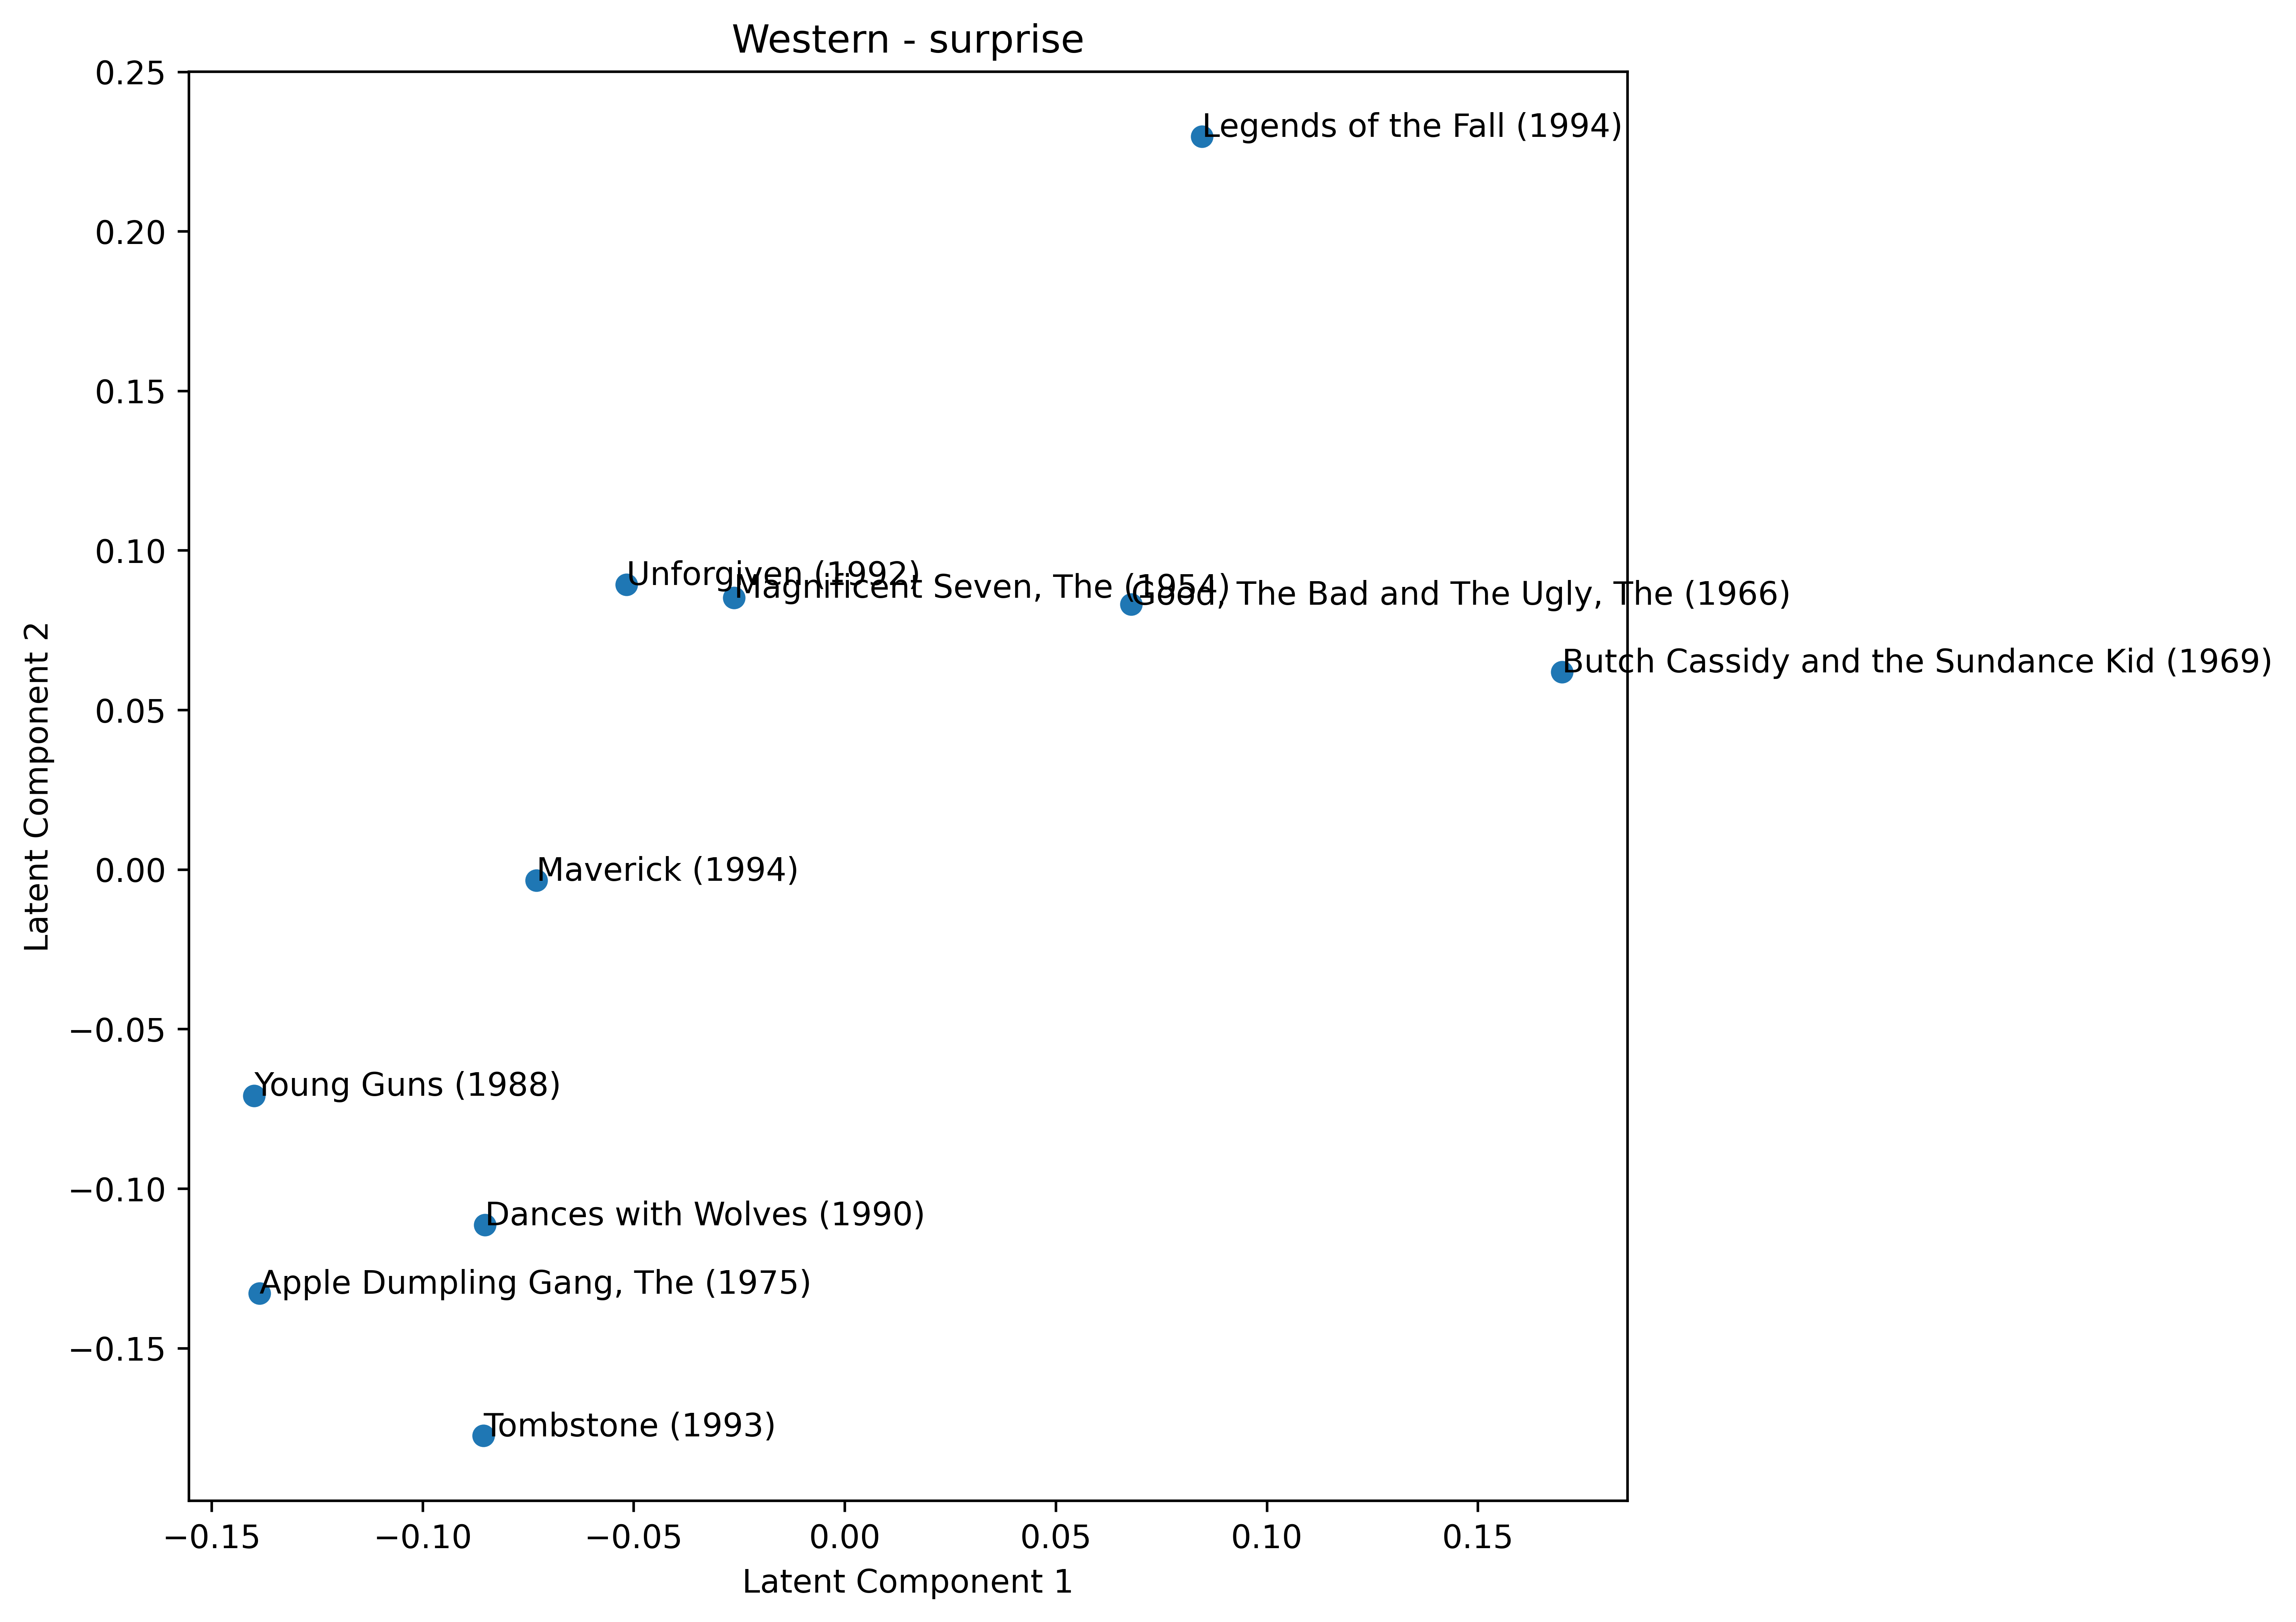 Western - surprise
0.25
Legends of the Fall (1994)
0.20
0.15
0.10
Unforgiven (1992)
Magnificent Seven, The (1954)
Good, The Bad and The Ugly, The (1966)
Butch Cassidy and the Sundance Kid (1969)
0.05
Latent Component 2
Maverick (1994)
0.00
−0.05
Young Guns (1988)
−0.10
Dances with Wolves (1990)
Apple Dumpling Gang, The (1975)
−0.15
Tombstone (1993)
−0.15 −0.10 −0.05 0.00 0.05 0.10 0.15
Latent Component 1